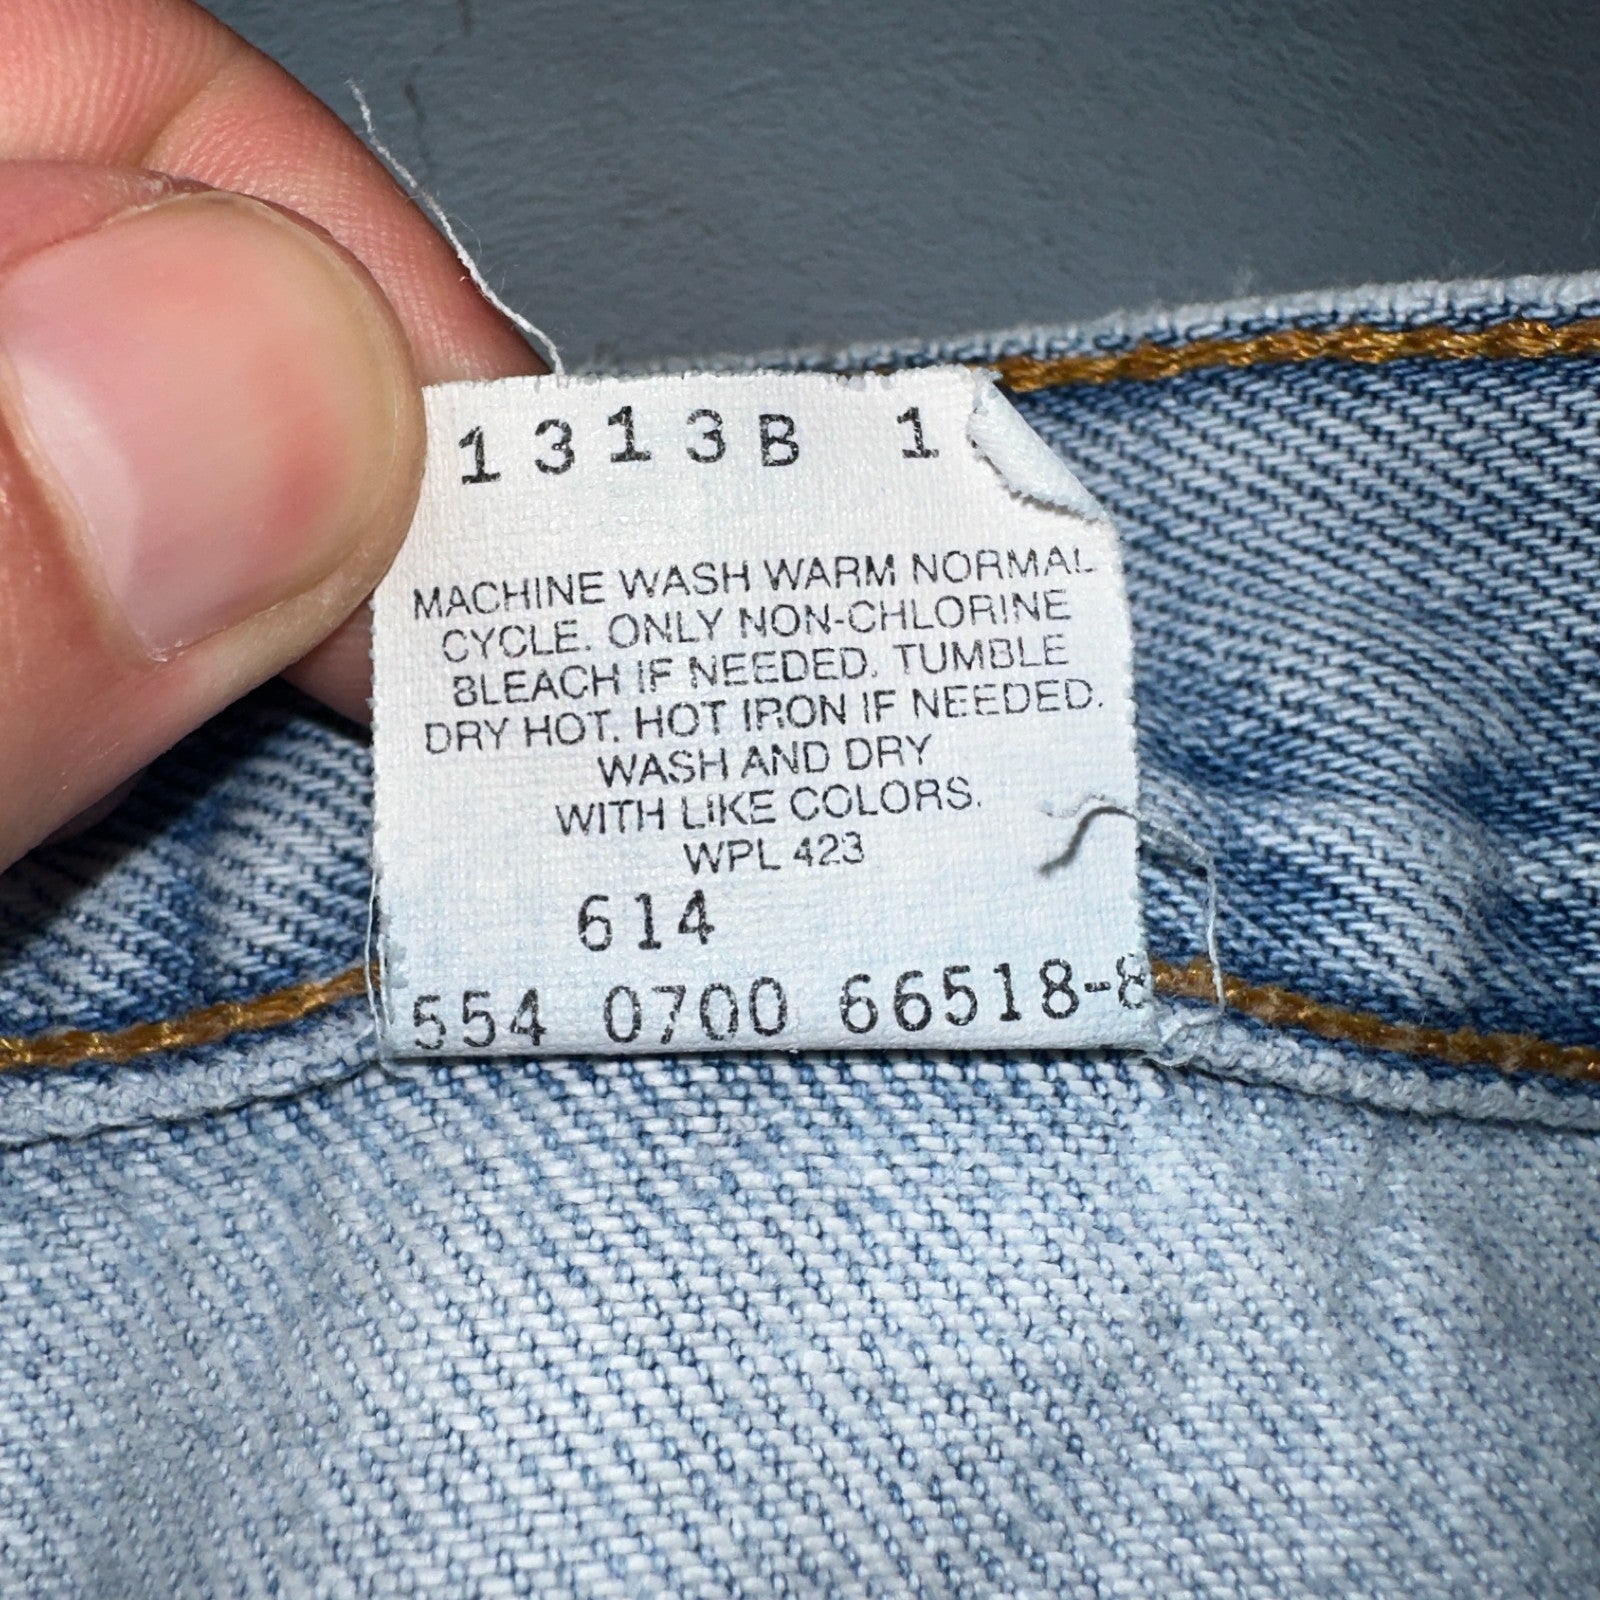 1313B 1
MACHINE WASH WARM NORMAL
CYCLE. ONLY NON-CHLORINE
BLEACH IF NEEDED. TUMBLE
DRY HOT. HOT IRON IF NEEDED.
WASH AND DRY
WITH LIKE COLORS.
WPL 423
614
554 0700 66518-8